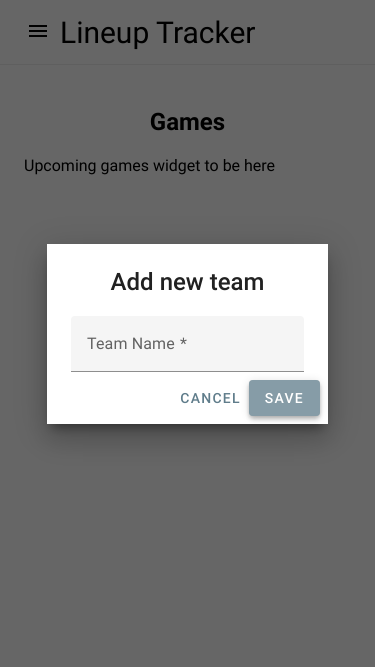 Lineup Tracker
Games
Upcoming games widget to be here
Add new team
Team Name *
CANCEL SAVE